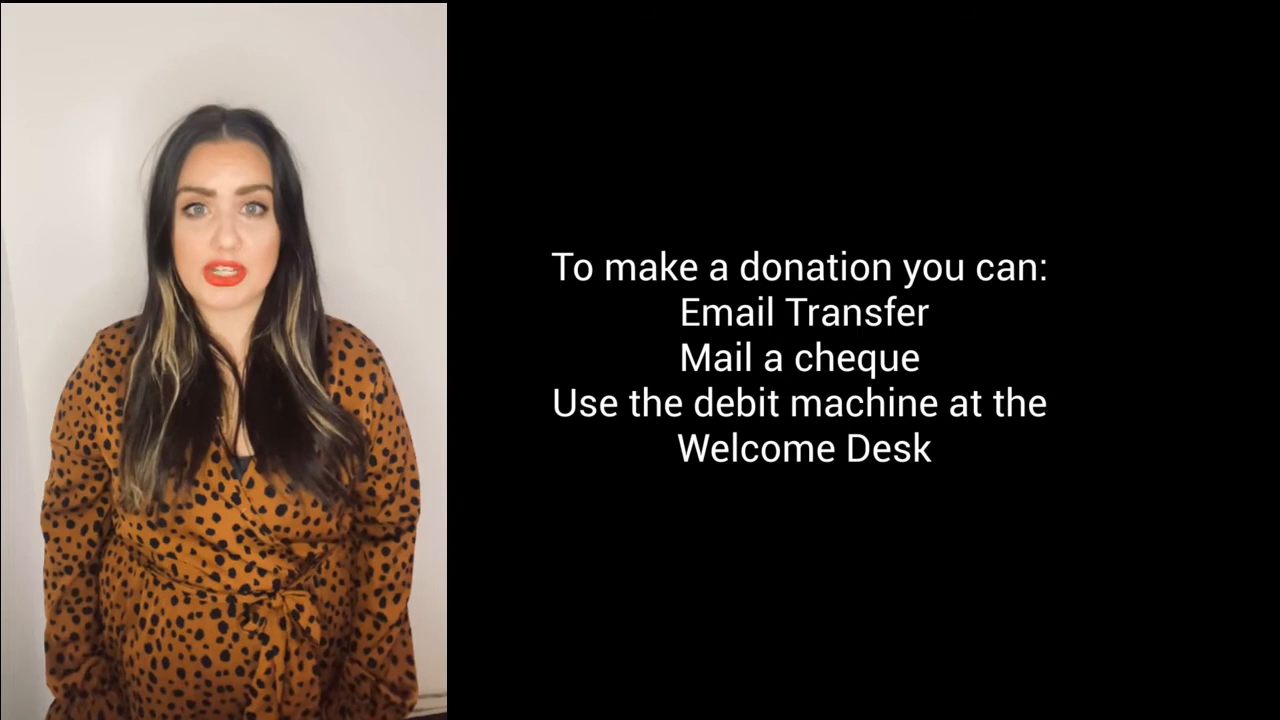 To make a donation you can:
Email Transfer
Mail a cheque
Use the debit machine at the
Welcome Desk